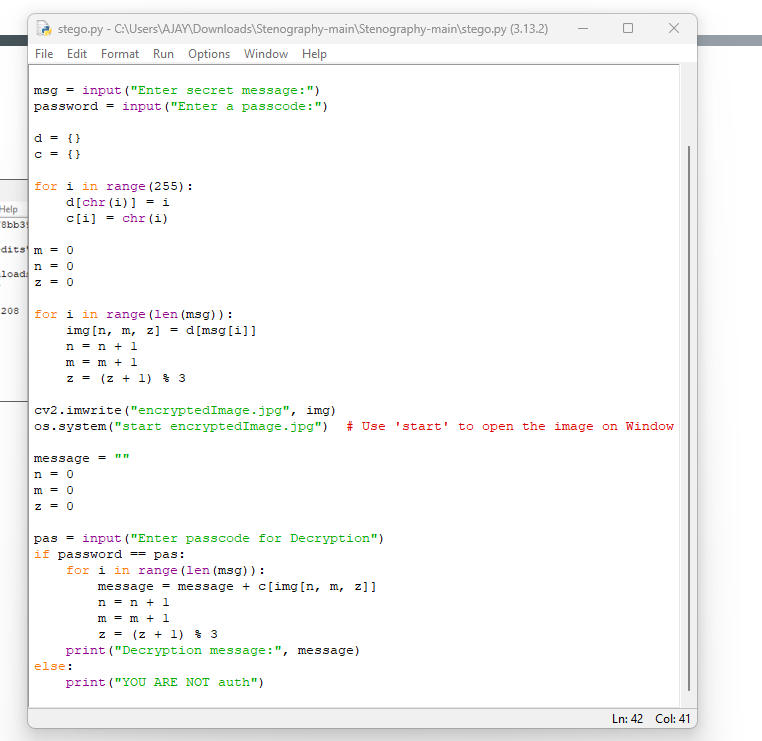 stego.py - C:\Users\AJAY\Downloads\Stenography-main\Stenography-main\stego.py (3.13.2)
File Edit Format Run Options Window Help
msg = input("Enter secret message:")
password = input("Enter a passcode:")
d = {}
c = {}
for i in range(255):
    d[chr(i)] = i
    c[i] = chr(i)
m = 0
n = 0
z = 0
for i in range(len(msg)):
    img[n, m, z] = d[msg[i]]
    n = n + 1
    m = m + 1
    z = (z + 1) % 3
cv2.imwrite("encryptedImage.jpg", img)
os.system("start encryptedImage.jpg")  # Use 'start' to open the image on Window
message = ""
n = 0
m = 0
z = 0
pas = input("Enter passcode for Decryption")
if password == pas:
    for i in range(len(msg)):
        message = message + c[img[n, m, z]]
        n = n + 1
        m = m + 1
        z = (z + 1) % 3
    print("Decryption message:", message)
else:
    print("YOU ARE NOT auth")
Ln: 42 Col: 41
Help
dits"
208